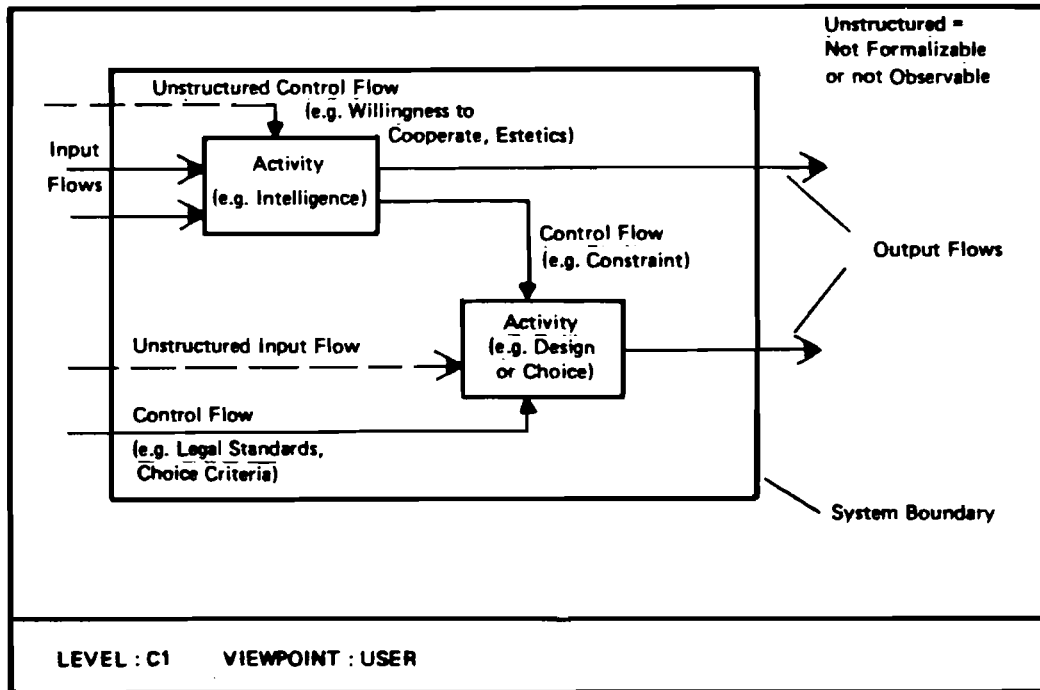 Unstructured =
Not Formalizable
or not Observable
Unstructured Control Flow
(e.g. Willingness to
Cooperate, Estetics)
Input
Flows
Activity
(e.g. Intelligence)
Control Flow
(e.g. Constraint)
Output Flows
Activity
(e.g. Design
or Choice)
Unstructured Input Flow
Control Flow
(e.g. Legal Standards,
Choice Criteria)
System Boundary
LEVEL : C1 VIEWPOINT : USER